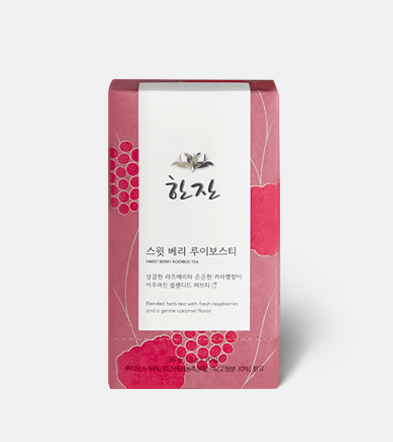 한잔
스윗 베리 루이보스티
SWEET BERRY ROOIBOS TEA
상큼한 라즈베리와 은은한 카라멜향이
어우러진 블렌디드 허브티
Blended herb tea with fresh raspberries
and a gentle caramel flavor